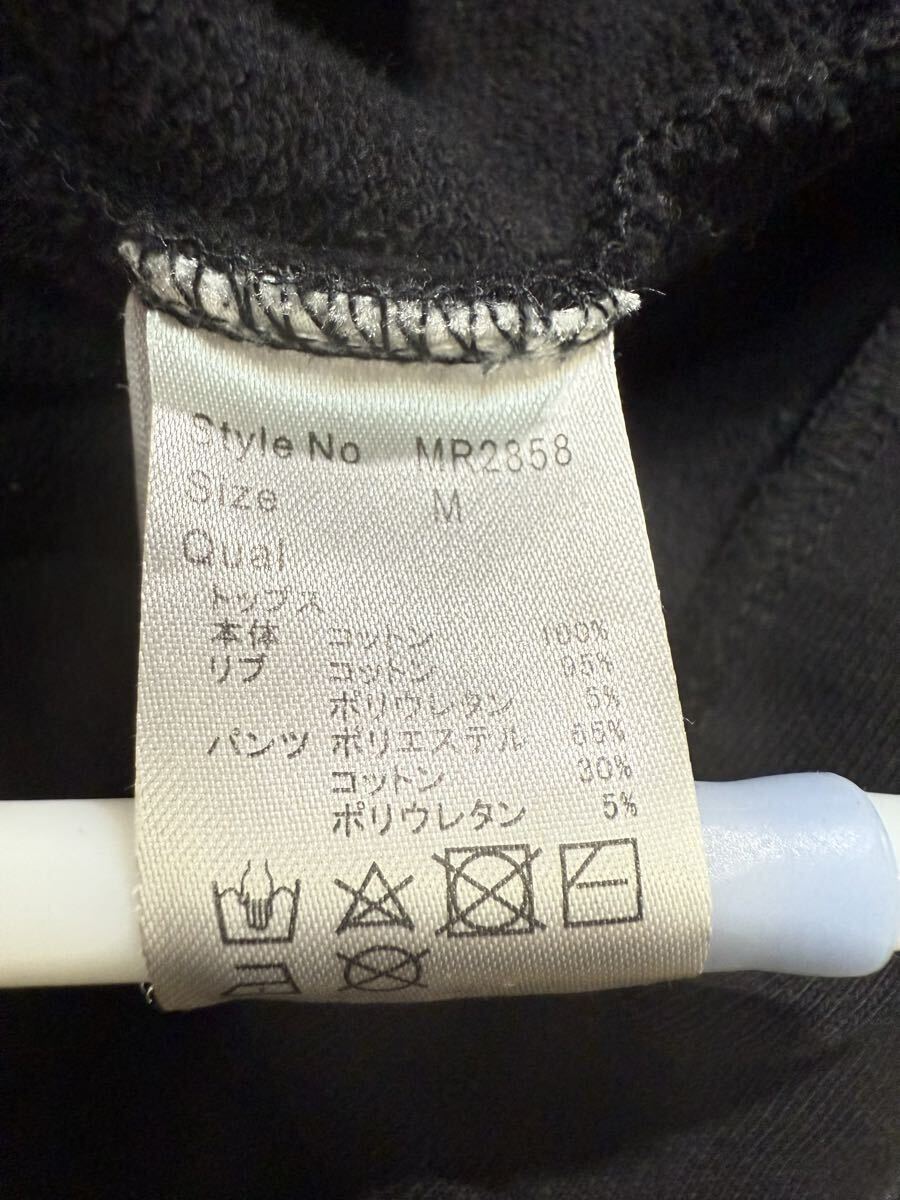 Style No MR2858
Size M
Qual
トップス
本体 コットン 100%
リブ コットン 95%
ポリウレタン 5%
パンツ ポリエステル 65%
コットン 30%
ポリウレタン 5%